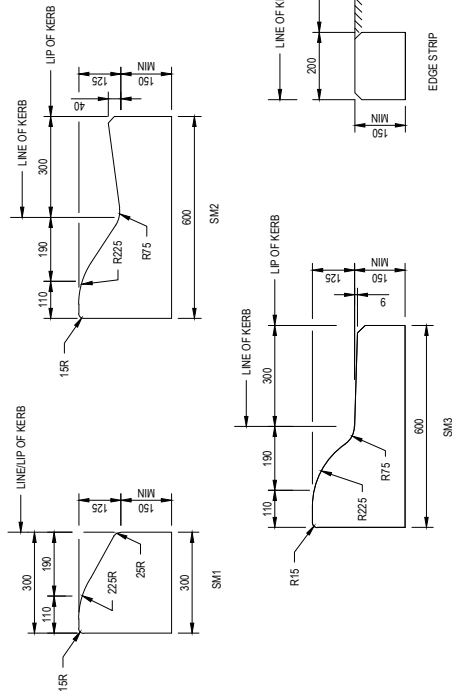 LINE/LIP OF KERB
300
110
190
15R
225R
25R
125
150
MIN
300
SM1
LINE OF KERB
LIP OF KERB
110
190
300
15R
R225
R75
40
125
150
MIN
600
SM2
LINE OF KERB
LIP OF KERB
110
190
300
R15
R225
R75
9
125
150
MIN
600
SM3
LINE OF
200
150
MIN
EDGE STRIP